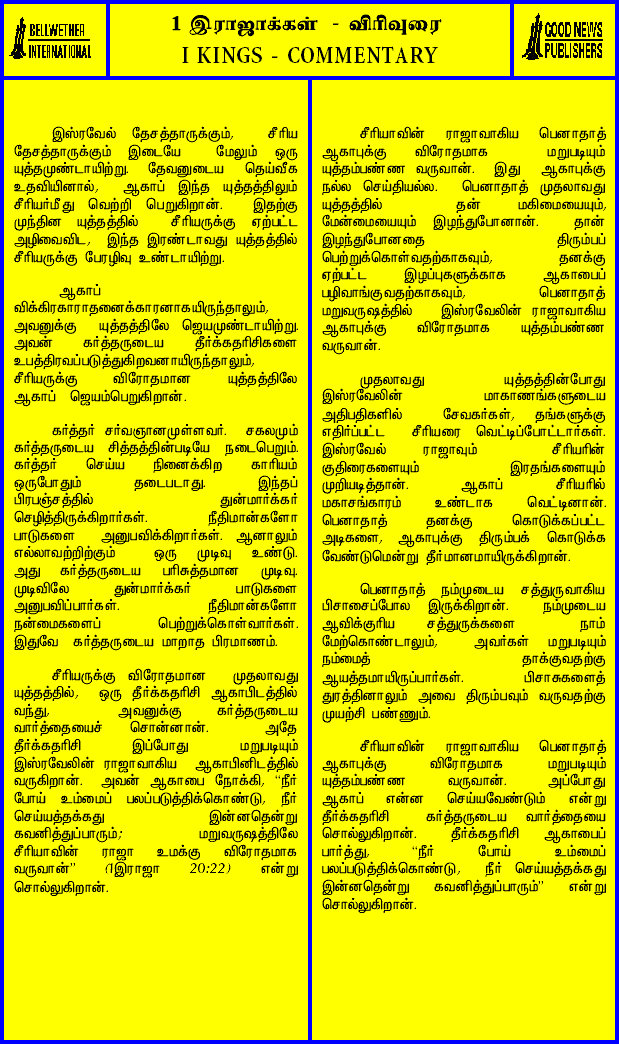 BELLWETHER
INTERNATIONAL
1 இராஜாக்கள் - விரிவுரை
I KINGS - COMMENTARY
GOOD NEWS
PUBLISHERS
இஸ்ரவேல் தேசத்தாருக்கும், சீரிய
தேசத்தாருக்கும் இடையே மேலும் ஒரு
யுத்தமுண்டாயிற்று. தேவனுடைய தெய்வீக
உதவியினால், ஆகாப் இந்த யுத்தத்திலும்
சீரியர்மீது வெற்றி பெறுகிறான். இதற்கு
முந்தின யுத்தத்தில் சீரியருக்கு ஏற்பட்ட
அழிவைவிட, இந்த இரண்டாவது யுத்தத்தில்
சீரியருக்கு பேரழிவு உண்டாயிற்று.
ஆகாப்
விக்கிரகாராதனைக்காரனாகயிருந்தாலும்,
அவனுக்கு யுத்தத்திலே ஜெயமுண்டாயிற்று.
அவன் கர்த்தருடைய தீர்க்கதரிசிகளை
உபத்திரவப்படுத்துகிறவனாயிருந்தாலும்,
சீரியருக்கு விரோதமான யுத்தத்திலே
ஆகாப் ஜெயம்பெறுகிறான்.
கர்த்தர் சர்வஞானமுள்ளவர். சகலமும்
கர்த்தருடைய சித்தத்தின்படியே நடைபெறும்.
கர்த்தர் செய்ய நினைக்கிற காரியம்
ஒருபோதும் தடைபடாது. இந்தப்
பிரபஞ்சத்தில் துன்மார்க்கர்
செழித்திருக்கிறார்கள். நீதிமான்களோ
பாடுகளை அனுபவிக்கிறார்கள். ஆனாலும்
எல்லாவற்றிற்கும் ஒரு முடிவு உண்டு.
அது கர்த்தருடைய பரிசுத்தமான முடிவு.
முடிவிலே துன்மார்க்கர் பாடுகளை
அனுபவிப்பார்கள். நீதிமான்களோ
நன்மைகளைப் பெற்றுக்கொள்வார்கள்.
இதுவே கர்த்தருடைய மாறாத பிரமாணம்.
சீரியருக்கு விரோதமான முதலாவது
யுத்தத்தில், ஒரு தீர்க்கதரிசி ஆகாபிடத்தில்
வந்து, அவனுக்கு கர்த்தருடைய
வார்த்தையைச் சொன்னான். அதே
தீர்க்கதரிசி இப்போது மறுபடியும்
இஸ்ரவேலின் ராஜாவாகிய ஆகாபினிடத்தில்
வருகிறான். அவன் ஆகாபை நோக்கி, “நீர்
போய் உம்மைப் பலப்படுத்திக்கொண்டு, நீர்
செய்யத்தக்கது இன்னதென்று
கவனித்துப்பாரும்; மறுவருஷத்திலே
சீரியாவின் ராஜா உமக்கு விரோதமாக
வருவான்” (1இராஜா 20:22) என்று
சொல்லுகிறான்.
சீரியாவின் ராஜாவாகிய பெனாதாத்
ஆகாபுக்கு விரோதமாக மறுபடியும்
யுத்தம்பண்ண வருவான். இது ஆகாபுக்கு
நல்ல செய்தியல்ல. பெனாதாத் முதலாவது
யுத்தத்தில் தன் மகிமையையும்,
மேன்மையையும் இழந்துபோனான். தான்
இழந்துபோனதை திரும்பப்
பெற்றுக்கொள்வதற்காகவும், தனக்கு
ஏற்பட்ட இழப்புகளுக்காக ஆகாபைப்
பழிவாங்குவதற்காகவும், பெனாதாத்
மறுவருஷத்தில் இஸ்ரவேலின் ராஜாவாகிய
ஆகாபுக்கு விரோதமாக யுத்தம்பண்ண
வருவான்.
முதலாவது யுத்தத்தின்போது
இஸ்ரவேலின் மாகாணங்களுடைய
அதிபதிகளில் சேவகர்கள், தங்களுக்கு
எதிர்ப்பட்ட சீரியரை வெட்டிப்போட்டார்கள்.
இஸ்ரவேல் ராஜாவும் சீரியரின்
குதிரைகளையும் இரதங்களையும்
முறியடித்தான். ஆகாப் சீரியரில்
மகாசங்காரம் உண்டாக வெட்டினான்.
பெனாதாத் தனக்கு கொடுக்கப்பட்ட
அடிகளை, ஆகாபுக்கு திரும்பக் கொடுக்க
வேண்டுமென்று தீர்மானமாயிருக்கிறான்.
பெனாதாத் நம்முடைய சத்துருவாகிய
பிசாசைப்போல இருக்கிறான். நம்முடைய
ஆவிக்குரிய சத்துருக்களை நாம்
மேற்கொண்டாலும், அவர்கள் மறுபடியும்
நம்மைத் தாக்குவதற்கு
ஆயத்தமாயிருப்பார்கள். பிசாசுகளைத்
துரத்தினாலும் அவை திரும்பவும் வருவதற்கு
முயற்சி பண்ணும்.
சீரியாவின் ராஜாவாகிய பெனாதாத்
ஆகாபுக்கு விரோதமாக மறுபடியும்
யுத்தம்பண்ண வருவான். அப்போது
ஆகாப் என்ன செய்யவேண்டும் என்று
தீர்க்கதரிசி கர்த்தருடைய வார்த்தையை
சொல்லுகிறான். தீர்க்கதரிசி ஆகாபைப்
பார்த்து, “நீர் போய் உம்மைப்
பலப்படுத்திக்கொண்டு, நீர் செய்யத்தக்கது
இன்னதென்று கவனித்துப்பாரும்” என்று
சொல்லுகிறான்.